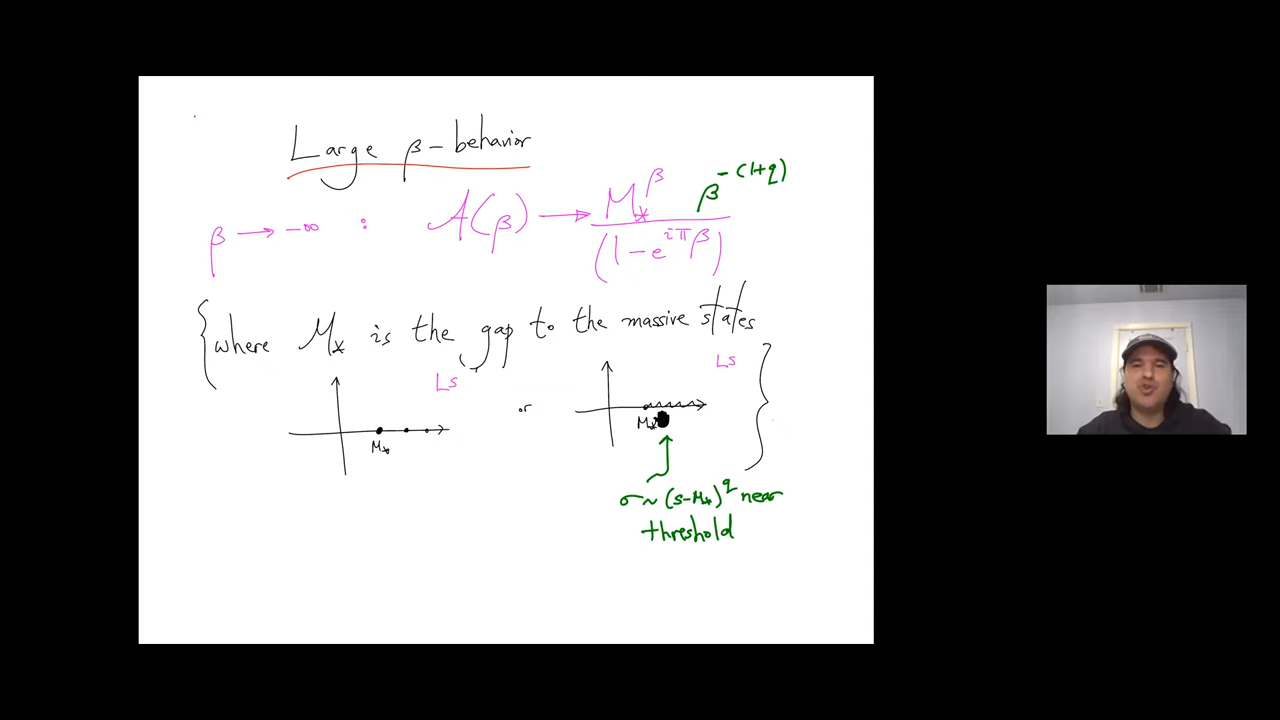 Large β-behavior
β → -∞ : A(β) → M⋆^β β^-(1+q) / (1 - e^{iπβ})
{where M⋆ is the gap to the massive states
Ls
Ls
or
M⋆
M⋆
}
σ ~ (s-M⋆)^q near
threshold